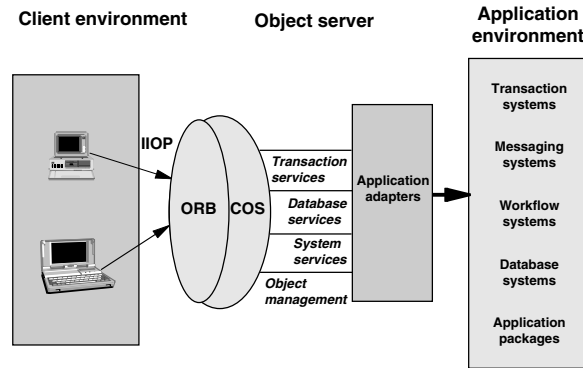 Client environment
Object server
Application
environment
IIOP
ORB
COS
Transaction
services
Database
services
System
services
Object
management
Application
adapters
Transaction
systems
Messaging
systems
Workflow
systems
Database
systems
Application
packages